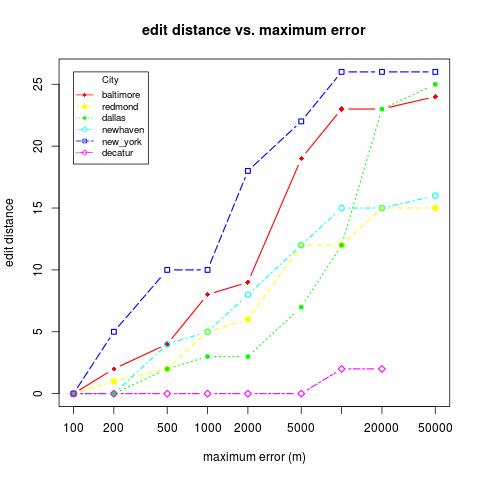 edit distance vs. maximum error
City
baltimore
redmond
dallas
newhaven
new_york
decatur
edit distance
25
20
15
10
5
0
100 200 500 1000 2000 5000 20000 50000
maximum error (m)